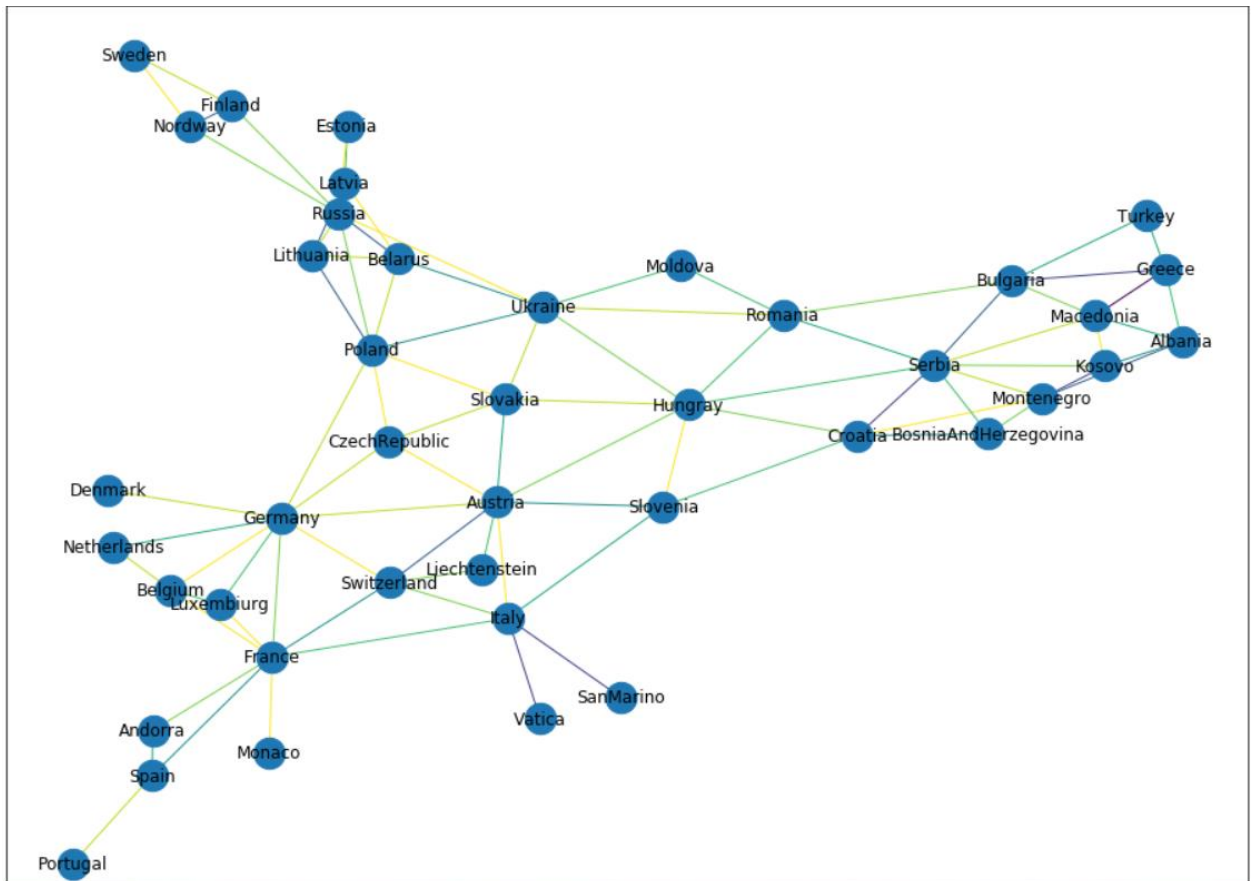 Sweden
Finland
Nordway
Estonia
Latvia
Russia
Turkey
Lithuania
Belarus
Moldova
Greece
Bulgaria
Ukraine
Romania
Macedonia
Albania
Poland
Serbia
Kosovo
Slovakia
Hungray
Montenegro
CzechRepublic
Croatia
BosniaAndHerzegovina
Denmark
Germany
Austria
Slovenia
Netherlands
Belgium
Luxembiurg
Switzerland
Liechtenstein
Italy
France
SanMarino
Vatica
Andorra
Monaco
Spain
Portugal